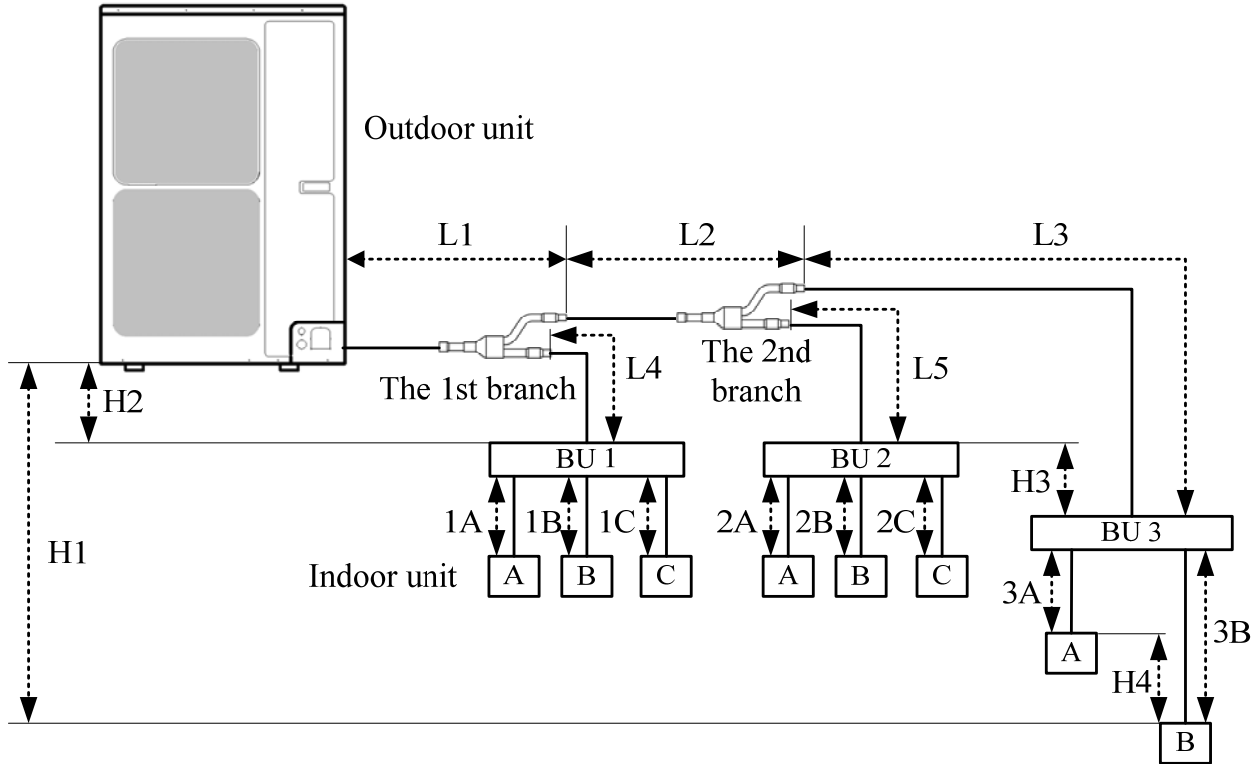 Outdoor unit
L1
L2
L3
The 1st branch
L4
The 2nd
branch
L5
H2
H1
BU 1
BU 2
H3
BU 3
1A
1B
1C
2A
2B
2C
Indoor unit
A
B
C
A
B
C
3A
3B
A
H4
B